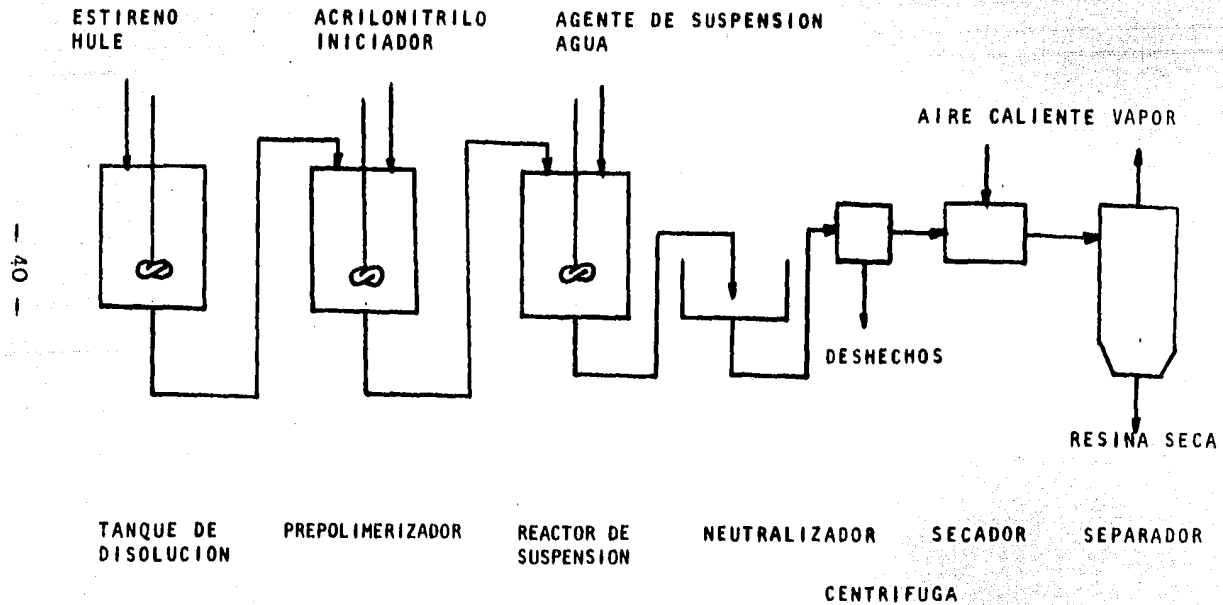 ESTIRENO
HULE
ACRILONITRILO
INICIADOR
AGENTE DE SUSPENSION
AGUA
AIRE CALIENTE VAPOR
- 40 -
DESHECHOS
RESINA SECA
TANQUE DE
DISOLUCIÓN
PREPOLIMERIZADOR
REACTOR DE
SUSPENSION
NEUTRALIZADOR
SECADOR
SEPARADOR
CENTRIFUGA